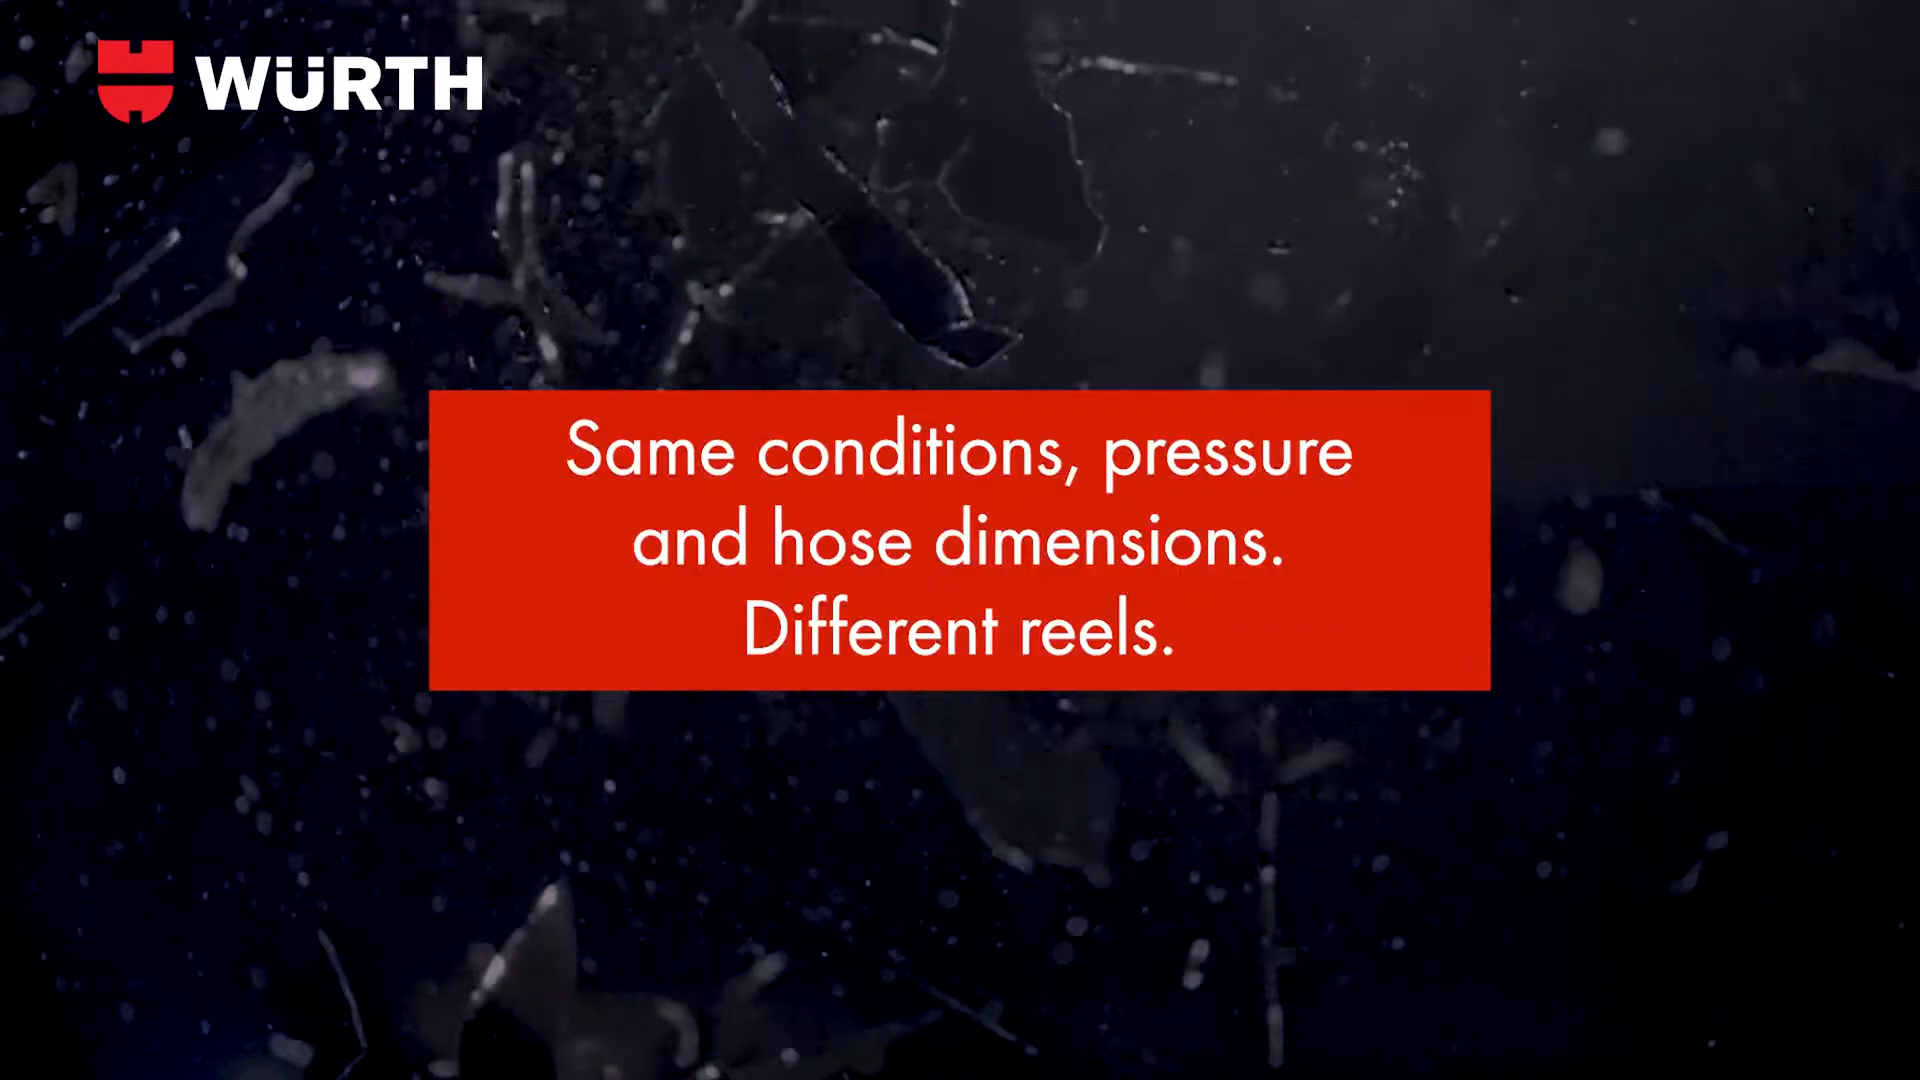 WÜRTH
Same conditions, pressure
and hose dimensions.
Different reels.